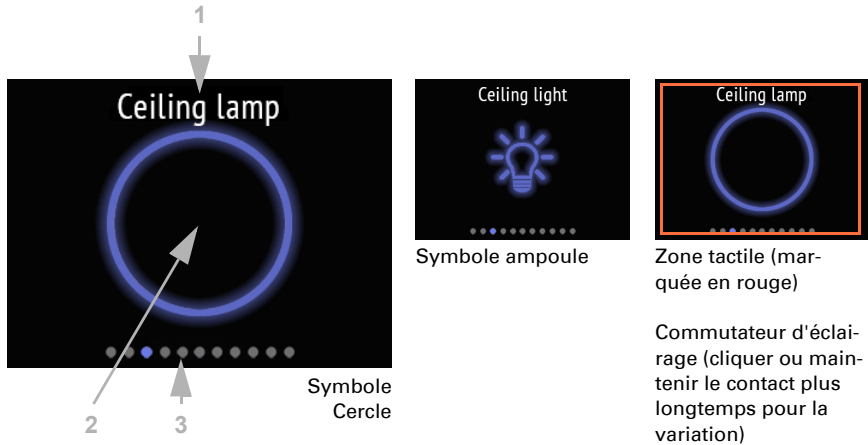 1
Ceiling lamp
2
3
Symbole
Cercle
Ceiling light
Symbole ampoule
Ceiling lamp
Zone tactile (mar-
quée en rouge)
Commutateur d'éclai-
rage (cliquer ou main-
tenir le contact plus
longtemps pour la
variation)